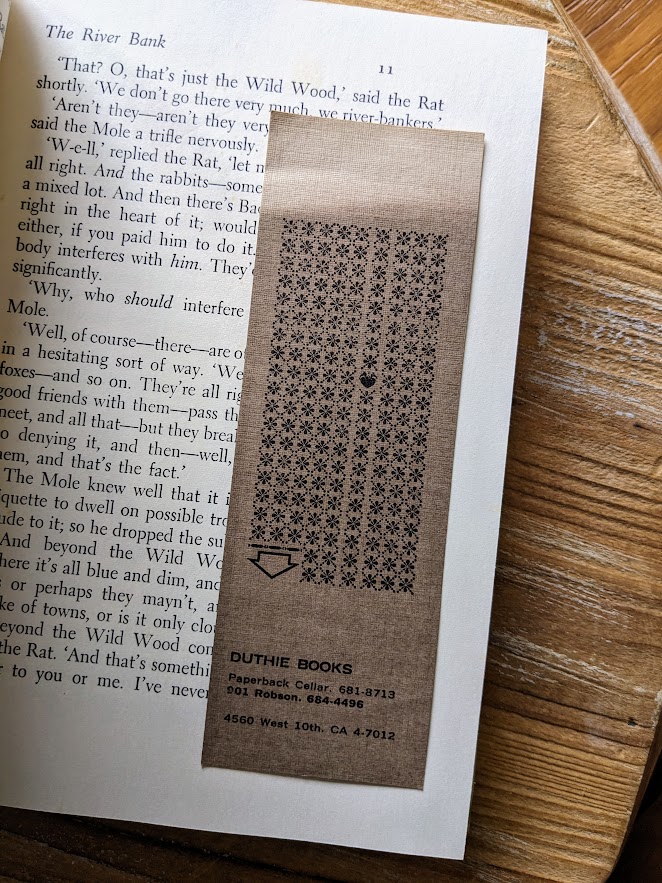 The River Bank
11
'That? O, that's just the Wild Wood,' said the Rat
shortly. 'We don't go there very much, we river-bankers.'
'Aren't they—aren't they very
said the Mole a trifle nervously.
'W-e-ll,' replied the Rat, 'let
all right. And the rabbits—some
a mixed lot. And then there's
right in the heart of it; would
either, if you paid him to do it.
body interferes with him. They'
significantly.
'Why, who should interfere
Mole.
'Well, of course—there—are
in a hesitating sort of way. 'We
foxes—and so on. They're all
good friends with them—pass
meet, and all that—but they
denying it, and then—well,
and that's the fact.'
The Mole knew well that it
to dwell on possible
to it; so he dropped the
And beyond the Wild
it's all blue and dim, and
or perhaps they mayn't,
of towns, or is it only
beyond the Wild Wood
the Rat. 'And that's
to you or me. I've never
DUTHIE BOOKS
Paperback Cellar. 681-8713
901 Robson. 684-4496
4560 West 10th. CA 4-7012